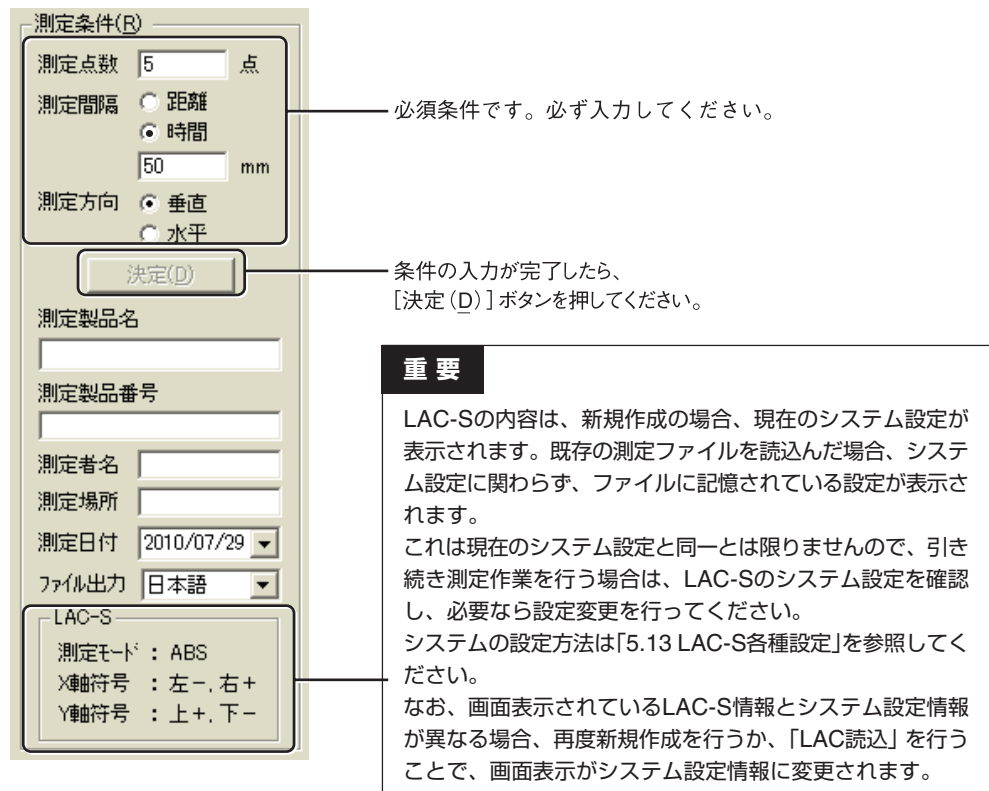 測定条件(R)
測定点数 5 点
測定間隔 距離
時間
50 mm
測定方向 垂直
水平
決定(D)
測定製品名
測定製品番号
測定者名
測定場所
測定日付 2010/07/29
ファイル出力 日本語
LAC-S
測定モード : ABS
X軸符号 : 左−, 右+
Y軸符号 : 上+, 下−
必須条件です。必ず入力してください。
条件の入力が完了したら、
[決定(D)]ボタンを押してください。
重要
LAC-Sの内容は、新規作成の場合、現在のシステム設定が
表示されます。既存の測定ファイルを読込んだ場合、システ
ム設定に関わらず、ファイルに記憶されている設定が表示さ
れます。
これは現在のシステム設定と同一とは限りませんので、引き
続き測定作業を行う場合は、LAC-Sのシステム設定を確認
し、必要なら設定変更を行ってください。
システムの設定方法は「5.13 LAC-S各種設定」を参照してく
ださい。
なお、画面表示されているLAC-S情報とシステム設定情報
が異なる場合、再度新規作成を行うか、「LAC読込」を行う
ことで、画面表示がシステム設定情報に変更されます。